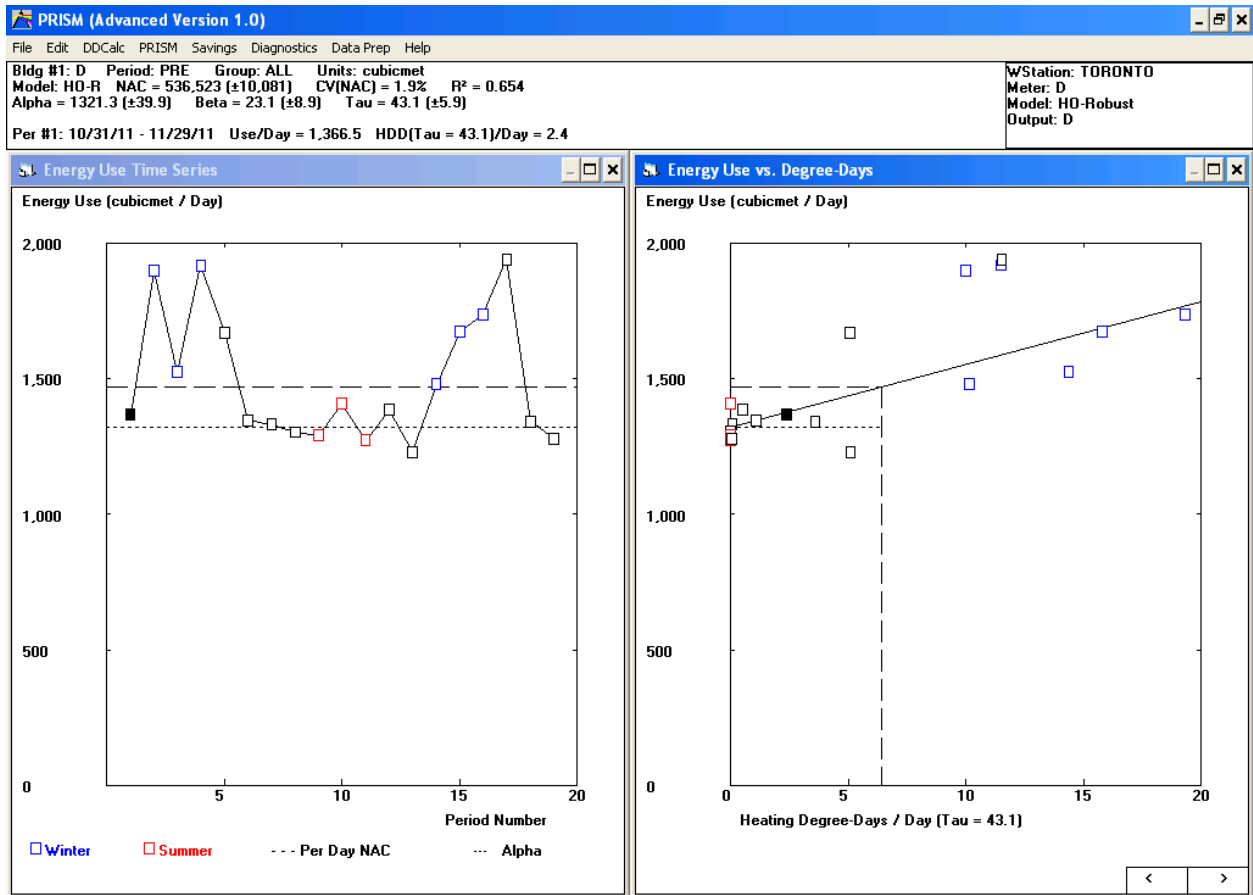 PRISM (Advanced Version 1.0)
File Edit DDCalc PRISM Savings Diagnostics Data Prep Help
Bldg #1: D Period: PRE Group: ALL Units: cubicmet
Model: HO-R NAC = 536,523 (±10,081) CV(NAC) = 1.9% R² = 0.654
Alpha = 1321.3 (±39.9) Beta = 23.1 (±8.9) Tau = 43.1 (±5.9)
Per #1: 10/31/11 - 11/29/11 Use/Day = 1,366.5 HDD(Tau = 43.1)/Day = 2.4
WStation: TORONTO
Meter: D
Model: HO-Robust
Output: D
Energy Use Time Series
Energy Use (cubicmet / Day)
2,000
1,500
1,000
500
0
5 10 15 20
Period Number
Winter Summer - - - Per Day NAC --- Alpha
Energy Use vs. Degree-Days
Energy Use (cubicmet / Day)
2,000
1,500
1,000
500
0
0 5 10 15 20
Heating Degree-Days / Day (Tau = 43.1)
< >